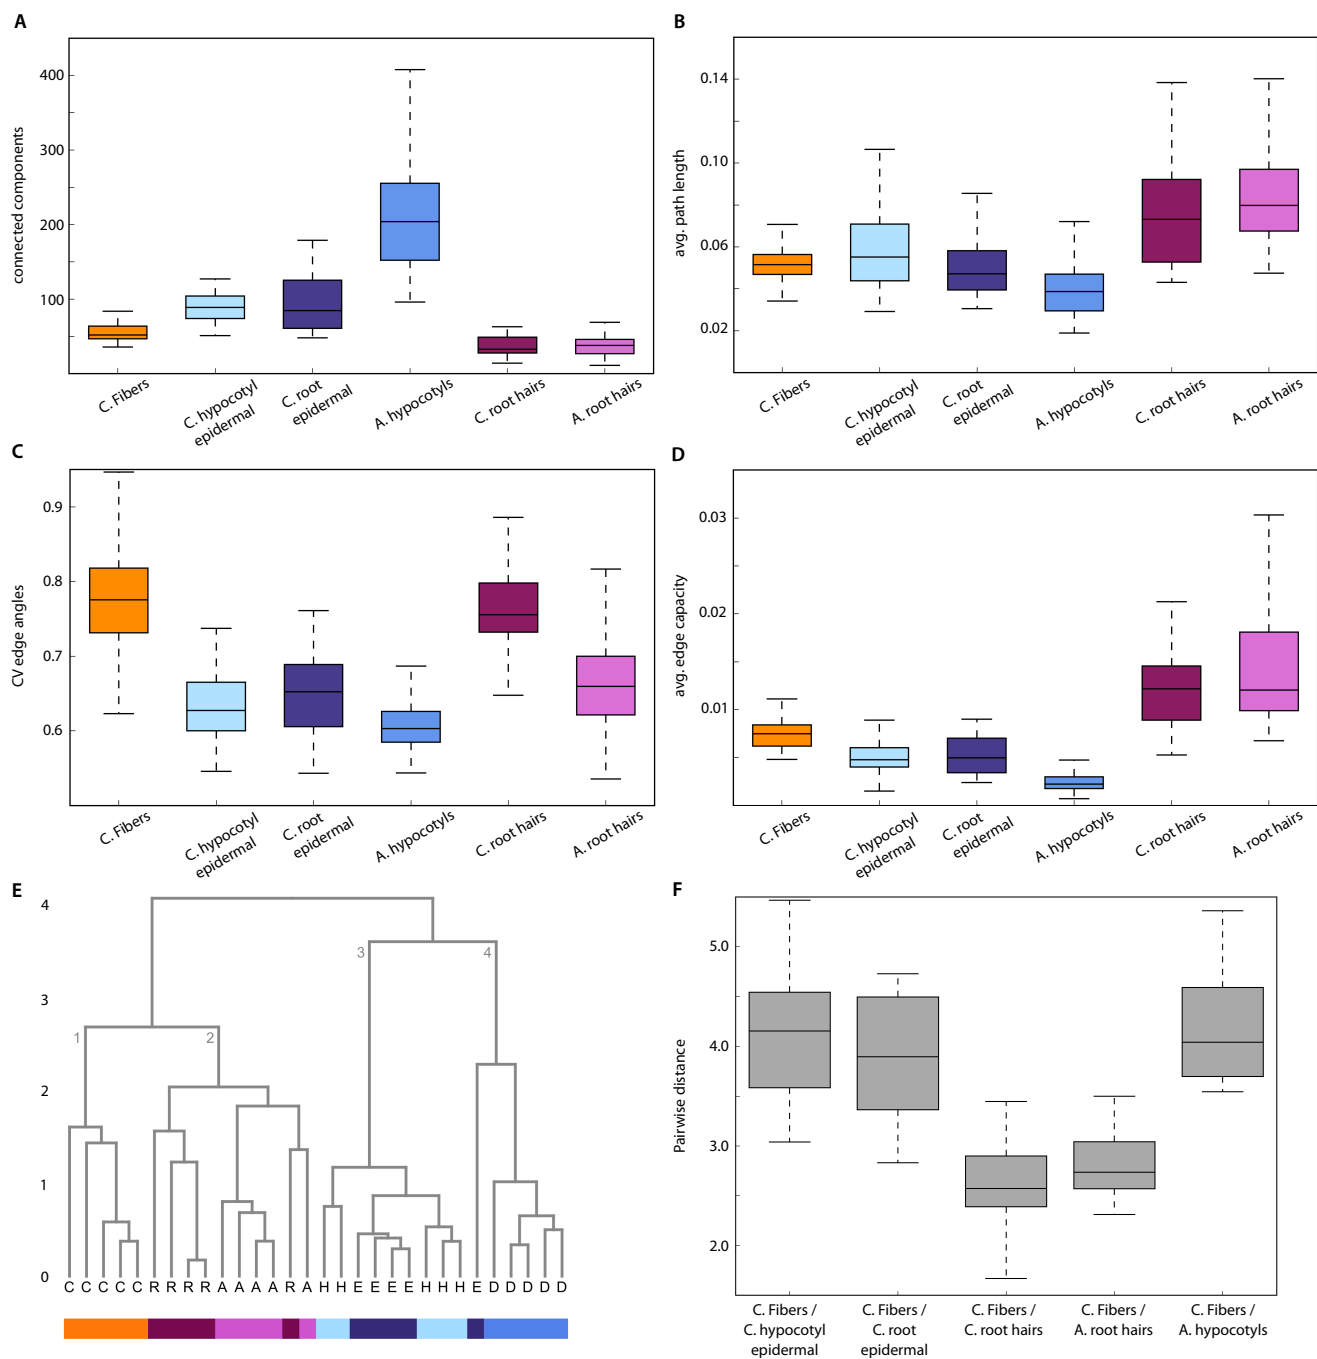 A
connected components
400
300
200
100
C. Fibers
C. hypocotyl
epidermal
C. root
epidermal
A. hypocotyls
C. root hairs
A. root hairs
B
avg. path length
0.14
0.10
0.06
0.02
C. Fibers
C. hypocotyl
epidermal
C. root
epidermal
A. hypocotyls
C. root hairs
A. root hairs
C
CV edge angles
0.9
0.8
0.7
0.6
C. Fibers
C. hypocotyl
epidermal
C. root
epidermal
A. hypocotyls
C. root hairs
A. root hairs
D
avg. edge capacity
0.03
0.02
0.01
C. Fibers
C. hypocotyl
epidermal
C. root
epidermal
A. hypocotyls
C. root hairs
A. root hairs
E
4
3
2
1
0
1
2
3
4
C C C C C R R R R A A A A R A H H E E E E H H H E D D D D D
F
Pairwise distance
5.0
4.0
3.0
2.0
C. Fibers /
C. hypocotyl
epidermal
C. Fibers /
C. root
epidermal
C. Fibers /
C. root hairs
C. Fibers /
A. root hairs
C. Fibers /
A. hypocotyls